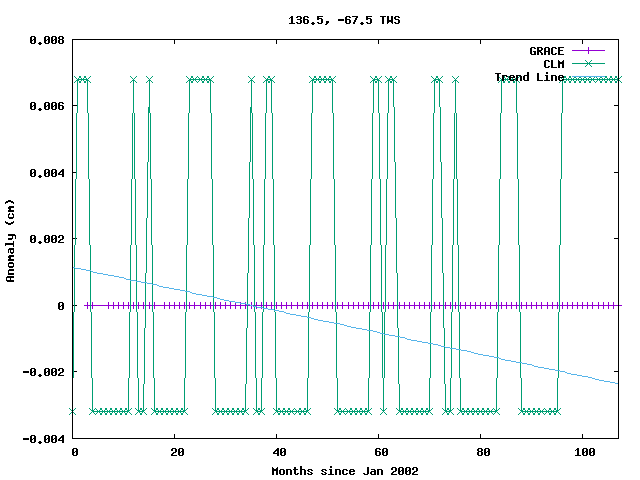 136.5, -67.5 TWS
GRACE
CLM
Trend Line
0.008
0.006
0.004
0.002
0
-0.002
-0.004
Anomaly (cm)
0 20 40 60 80 100
Months since Jan 2002